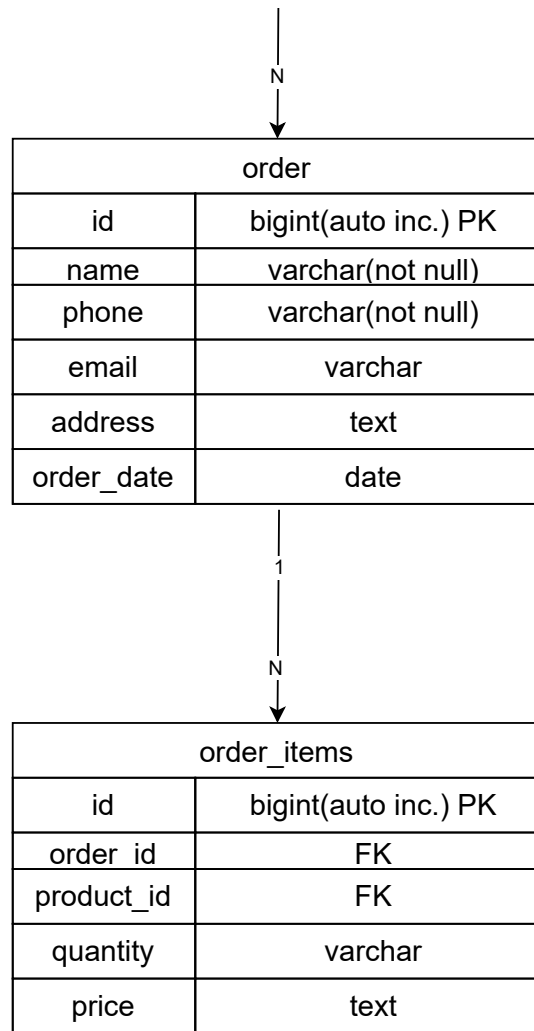 N
order
id bigint(auto inc.) PK
name varchar(not null)
phone varchar(not null)
email varchar
address text
order_date date
1
N
order_items
id bigint(auto inc.) PK
order_id FK
product_id FK
quantity varchar
price text